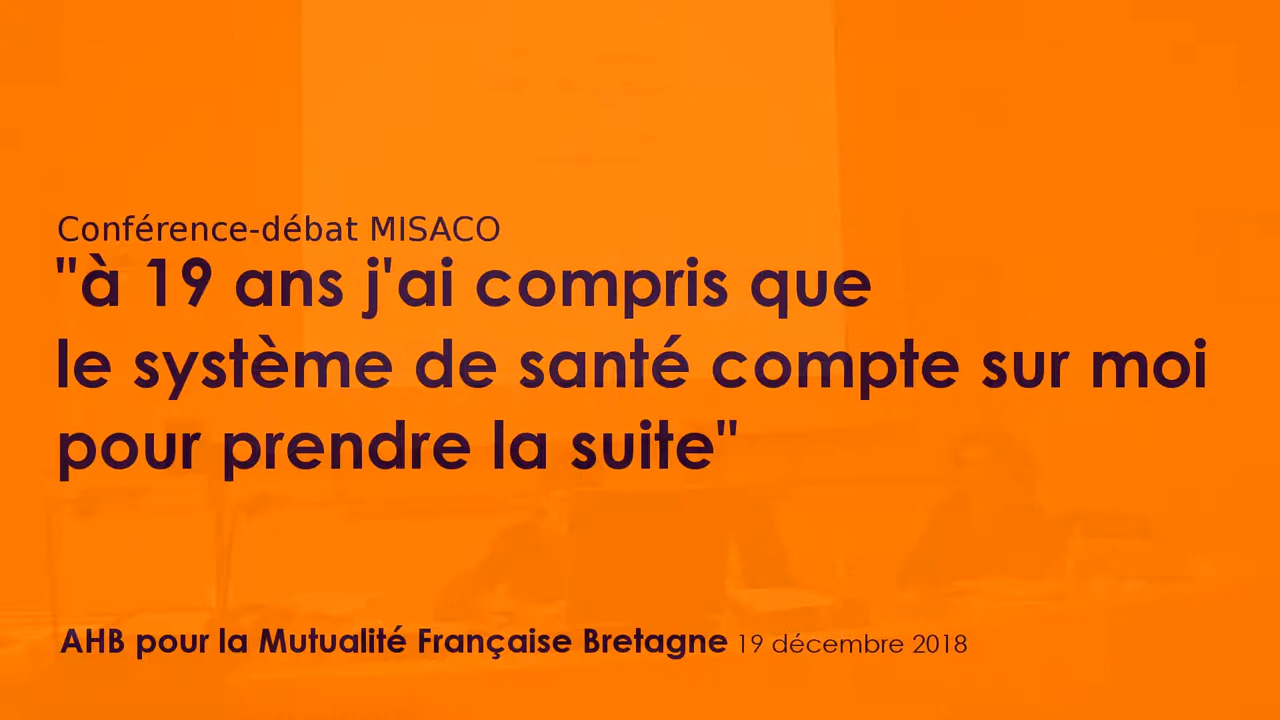 Conférence-débat MISACO
"à 19 ans j'ai compris que
le système de santé compte sur moi
pour prendre la suite"
AHB pour la Mutualité Française Bretagne 19 décembre 2018